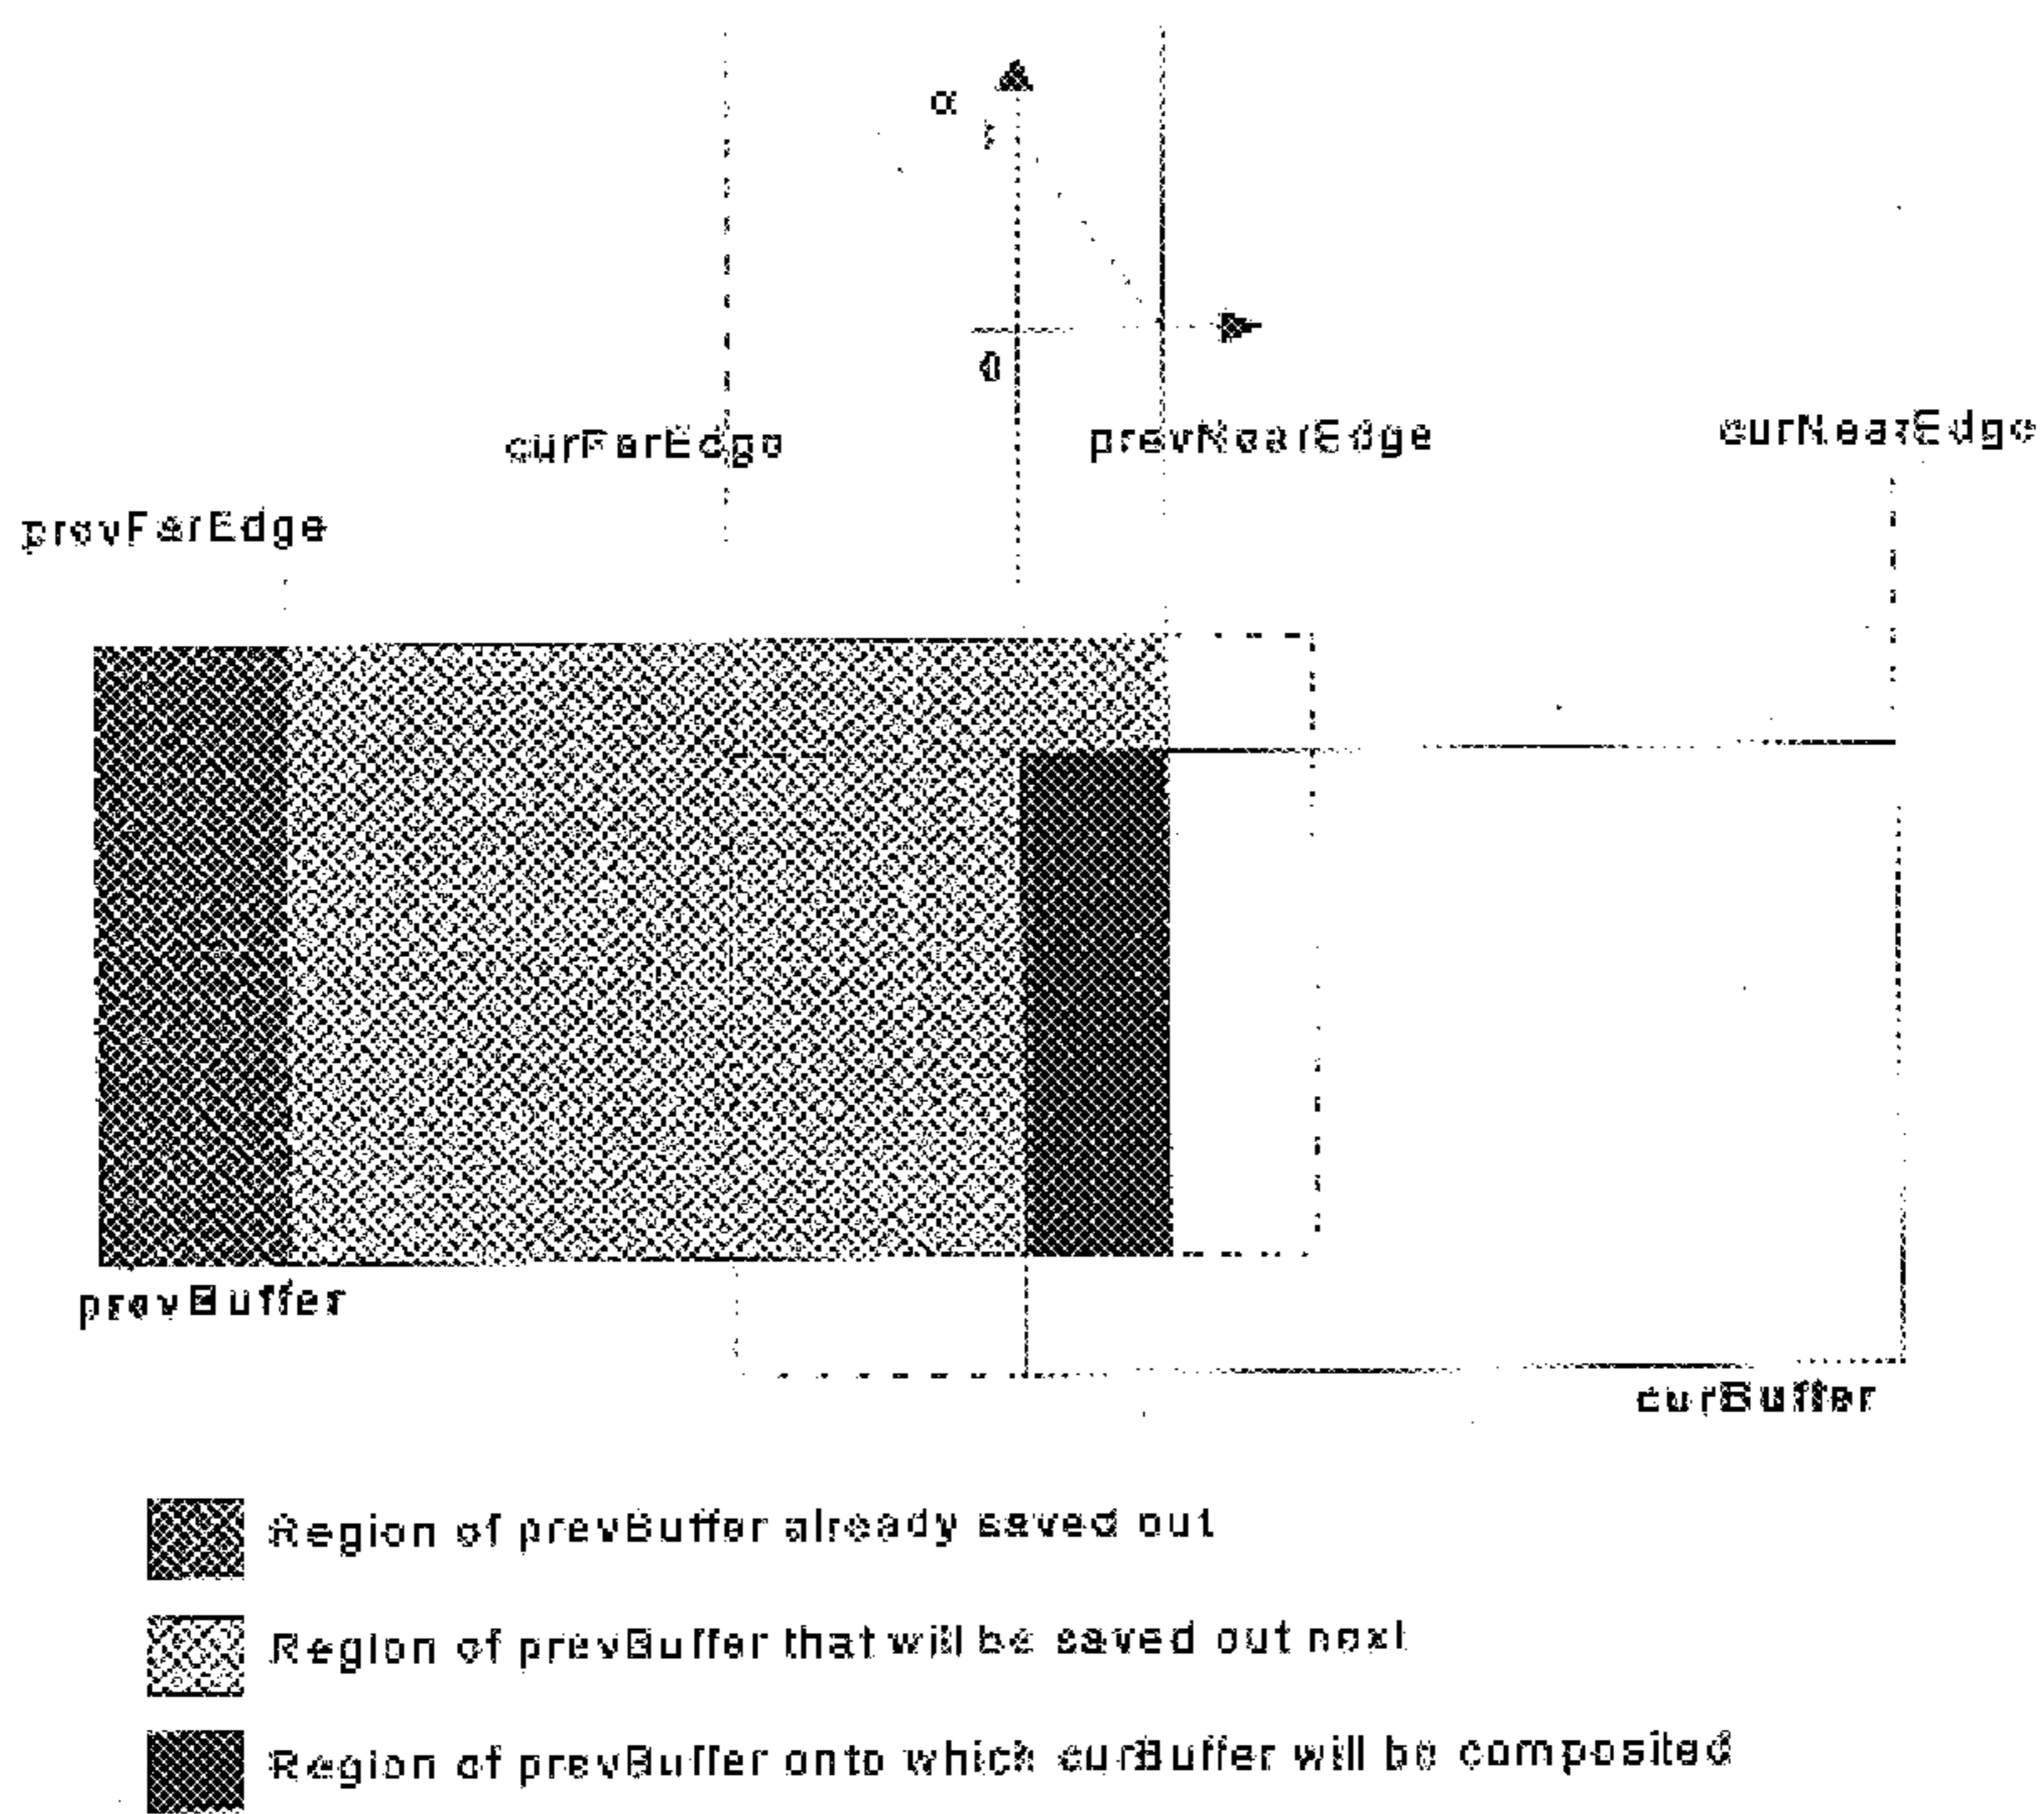 α
1
0
curFarEdge
prevNearEdge
curNearEdge
prevFarEdge
prevBuffer
curBuffer
Region of prevBuffer already saved out
Region of prevBuffer that will be saved out next
Region of prevBuffer onto which curBuffer will be composited